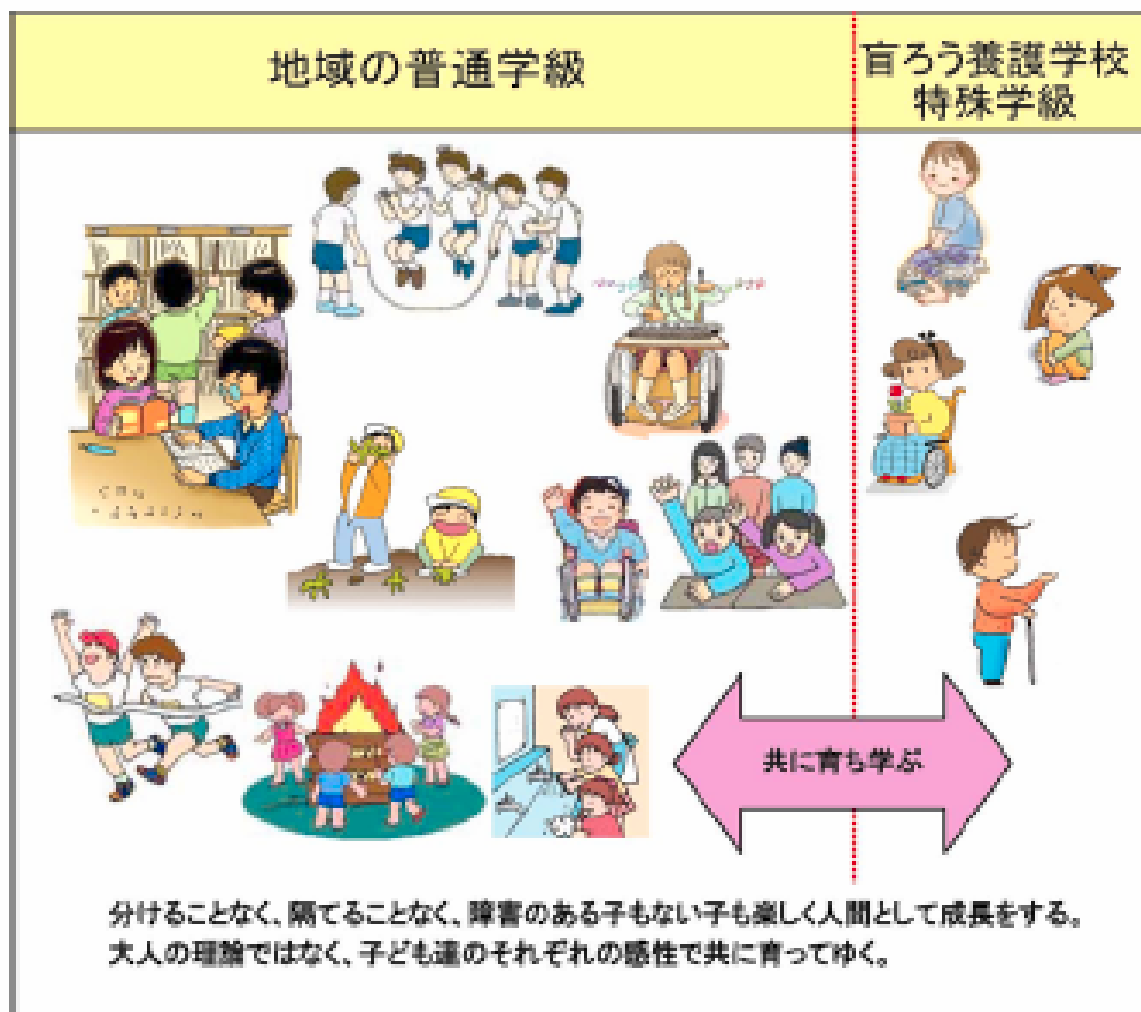 地域の普通学級
盲ろう養護学校
特殊学級
共に育ち学ぶ
分けることなく、隔てることなく、障害のある子もない子も楽しく人間として成長をする。
大人の理論ではなく、子ども達のそれぞれの感性で共に育ってゆく。